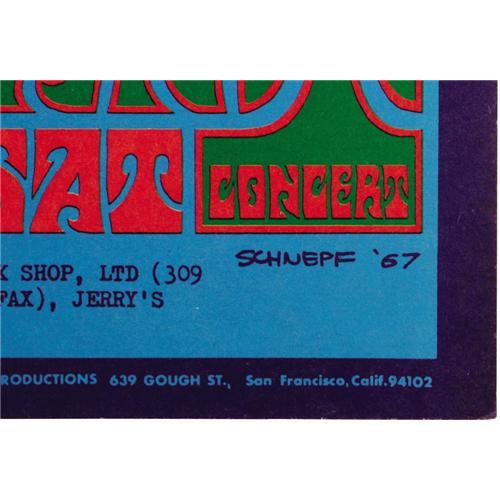 SAT
CONCERT
SCHNEPF '67
K SHOP, LTD (309
FAX), JERRY'S
RODUCTIONS 639 GOUGH ST., San Francisco, Calif. 94102